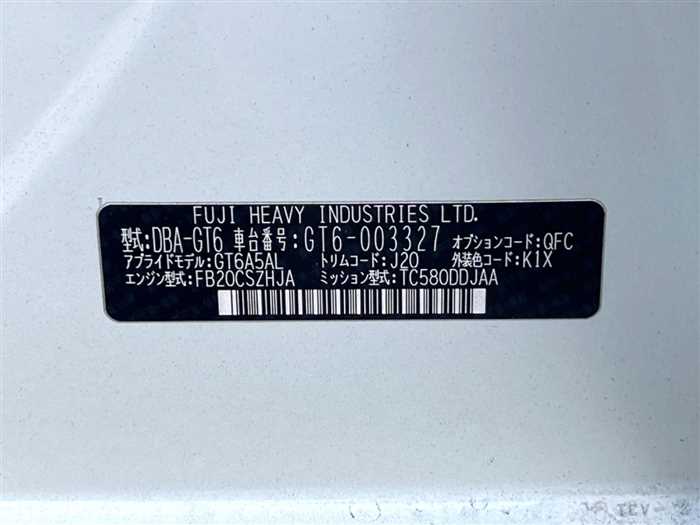 FUJI HEAVY INDUSTRIES LTD.
型式:DBA-GT6 車台番号:GT6-003327 オプションコード:QFC
アプライドモデル:GT6A5AL トリムコード:J20 外装色コード:K1X
エンジン型式:FB20CSZHJA ミッション型式:TC580DDJAA